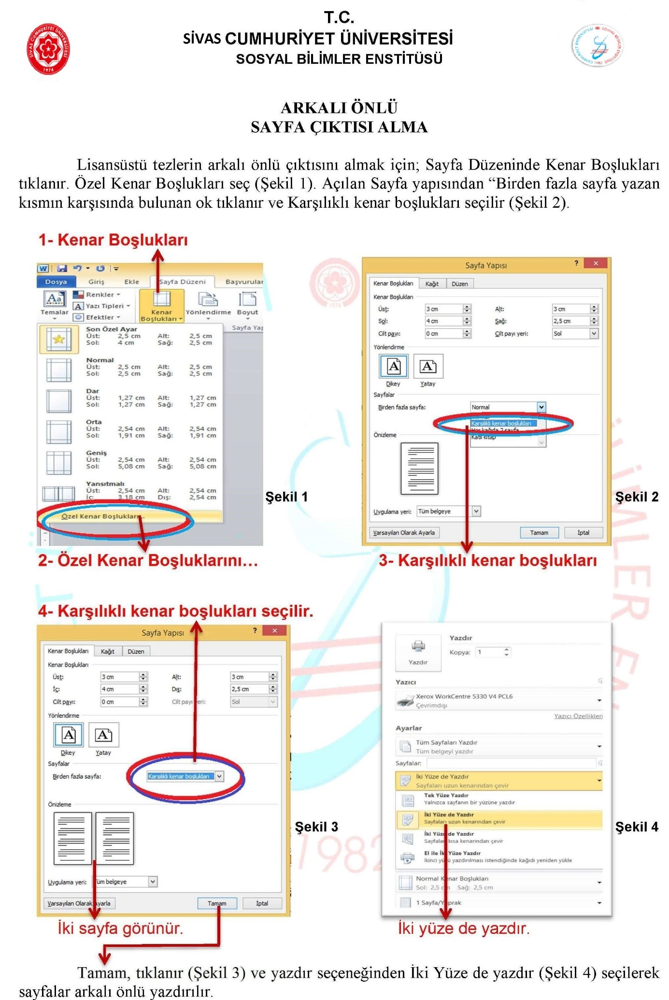 T.C.
SİVAS CUMHURİYET ÜNİVERSİTESİ
SOSYAL BİLİMLER ENSTİTÜSÜ
SİVAS CUMHURİYET ÜNİVERSİTESİ
1974
ARKALI ÖNLÜ
SAYFA ÇIKTISI ALMA
Lisansüstü tezlerin arkalı önlü çıktısını almak için; Sayfa Düzeninde Kenar Boşlukları
tıklanır. Özel Kenar Boşlukları seç (Şekil 1). Açılan Sayfa yapısından “Birden fazla sayfa yazan
kısmın karşısında bulunan ok tıklanır ve Karşılıklı kenar boşlukları seçilir (Şekil 2).
1- Kenar Boşlukları
Dosya Giriş Ekle Sayfa Düzeni Başvurular
Temalar
Renkler
Yazı Tipleri
Efektler
Kenar Boşlukları
Yönlendirme Boyut
Sayfa Yap
Son Özel Ayar
Üst: 2,5 cm Alt: 2,5 cm
Sol: 4 cm Sağ: 2,5 cm
Normal
Üst: 2,5 cm Alt: 2,5 cm
Sol: 2,5 cm Sağ: 2,5 cm
Dar
Üst: 1,27 cm Alt: 1,27 cm
Sol: 1,27 cm Sağ: 1,27 cm
Orta
Üst: 2,54 cm Alt: 2,54 cm
Sol: 1,91 cm Sağ: 1,91 cm
Geniş
Üst: 2,54 cm Alt: 2,54 cm
Sol: 5,08 cm Sağ: 5,08 cm
Yansıtmalı
Üst: 2,54 cm Alt: 2,54 cm
İç: 3,18 cm Dış: 2,54 cm
Özel Kenar Boşlukları...
Şekil 1
2- Özel Kenar Boşluklarını...
Sayfa Yapısı ? x
Kenar Boşlukları Kağıt Düzen
Kenar Boşlukları
Üst: 3 cm Alt: 3 cm
Sol: 4 cm Sağ: 2,5 cm
Cilt payı: 0 cm Cilt payı yeri: Sol
Yönlendirme
Dikey Yatay
Sayfalar
Birden fazla sayfa: Normal
Karşılıklı kenar boşlukları
Her kağıda 2 sayfa
Katlı kitap
Önizleme
Uygulama yeri: Tüm belgeye
Varsayılan Olarak Ayarla Tamam İptal
Şekil 2
3- Karşılıklı kenar boşlukları
4- Karşılıklı kenar boşlukları seçilir.
Sayfa Yapısı ? x
Kenar Boşlukları Kağıt Düzen
Kenar Boşlukları
Üst: 3 cm Alt: 3 cm
İç: 4 cm Dış: 2,5 cm
Cilt payı: 0 cm Cilt payı yeri: Sol
Yönlendirme
Dikey Yatay
Sayfalar
Birden fazla sayfa: Karşılıklı kenar boşlukları
Önizleme
Uygulama yeri: Tüm belgeye
Varsayılan Olarak Ayarla Tamam İptal
Şekil 3
İki sayfa görünür.
Yazdır
Yazdır
Kopya: 1
Yazıcı
Xerox WorkCentre 5330 V4 PCL6
Çevrimdışı
Yazıcı Özellikleri
Ayarlar
Tüm Sayfaları Yazdır
Tüm belgeyi yazdır
Sayfalar:
İki Yüze de Yazdır
Sayfaları uzun kenarından çevir
Tek Yüze Yazdır
Yalnızca sayfanın bir yüzüne yazdır
İki Yüze de Yazdır
Sayfaları uzun kenarından çevir
İki Yüze de Yazdır
Sayfaları kısa kenarından çevir
El ile İki Yüze Yazdır
İkinci yüzü yazdırılması istendiğinde kağıdı yeniden yükle
Normal Kenar Boşlukları
Sol: 2,5 cm Sağ: 2,5 cm
1 Sayfa/Yaprak
Şekil 4
İki yüze de yazdır.
1982
Tamam, tıklanır (Şekil 3) ve yazdır seçeneğinden İki Yüze de yazdır (Şekil 4) seçilerek
sayfalar arkalı önlü yazdırılır.